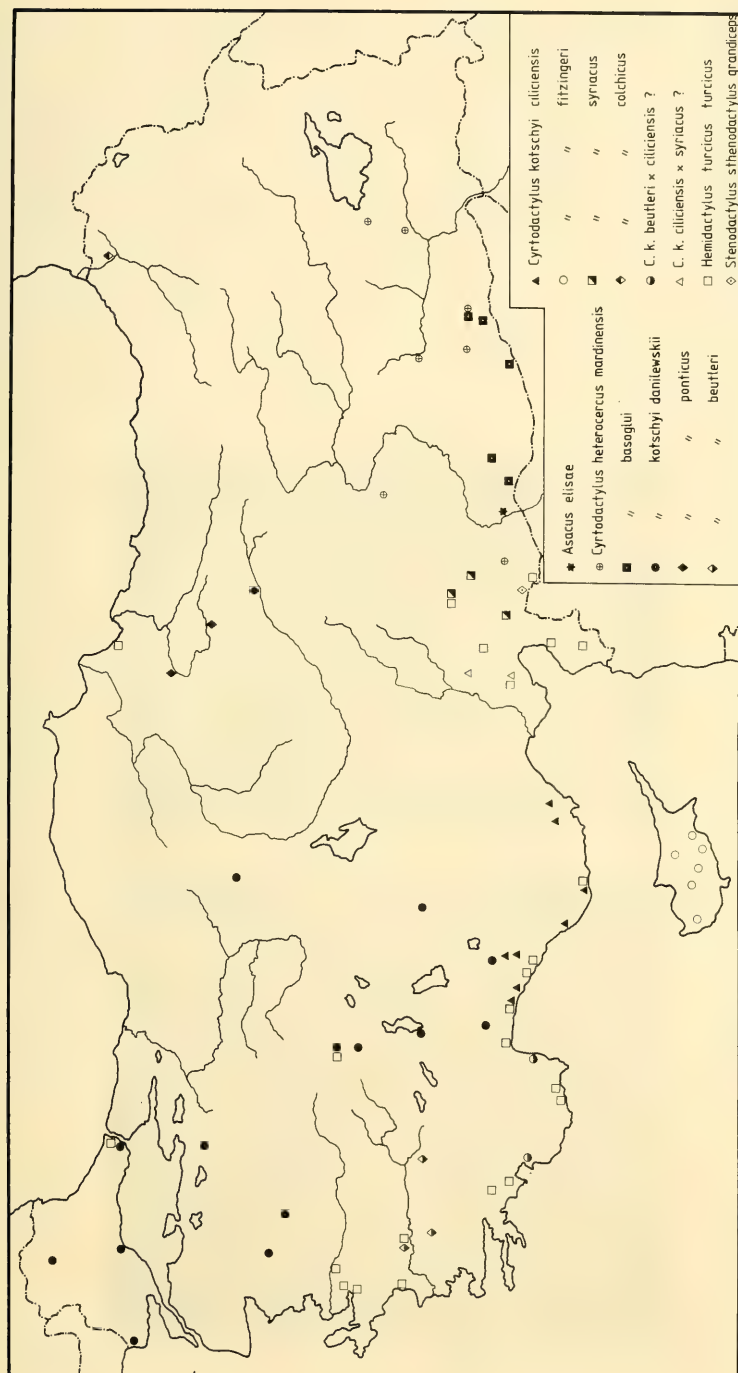 Asacus elisae
Cyrtodactylus heterocercus mardinensis
" basoglui
" kotschyi danilewskii
" " ponticus
" " beutleri
Cyrtodactylus kotschyi ciliciensis
" " fitzingeri
" " syriacus
" " colchicus
C. k. beutleri × ciliciensis ?
C. k. ciliciensis × syriacus ?
Hemidactylus turcicus turcicus
Stenodactylus sthenodactylus grandiceps